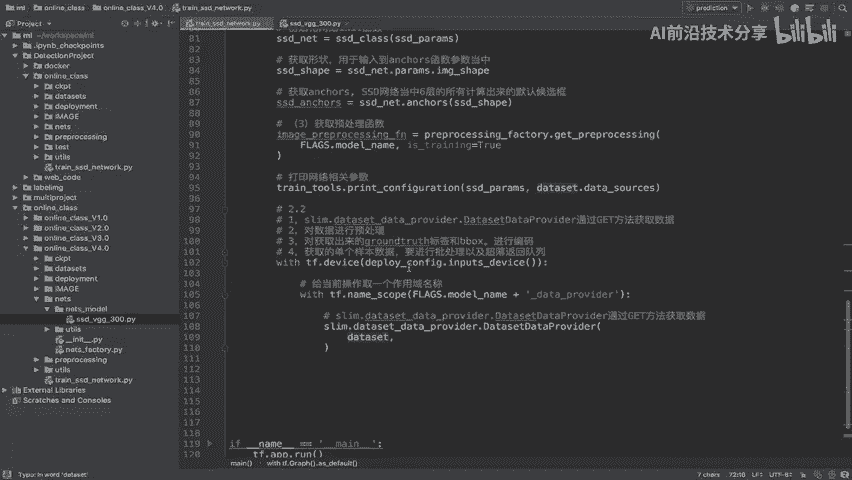 ml
online_class
online_class_V4.0
train_ssd_network.py
prediction
Project
train_ssd_network.py
ssd_vgg_300.py
AI前沿技术分享
bilibili
ml
.ipynb_checkpoints
DetectionProject
docker
online_class
ckpt
datasets
deployment
IMAGE
nets
preprocessing
test
utils
train_ssd_network.py
web_code
labelimg
multiproject
online_class
online_class_V1.0
online_class_V2.0
online_class_V3.0
online_class_V4.0
ckpt
datasets
deployment
IMAGE
nets
nets_model
ssd_vgg_300.py
utils
__init__.py
nets_factory.py
preprocessing
utils
train_ssd_network.py
External Libraries
Scratches and Consoles
81 ssd_net = ssd_class(ssd_params)
82
83 # 获取形状，用于输入到anchors函数参数当中
84 ssd_shape = ssd_net.params.img_shape
85
86 # 获取anchors, SSD网络当中6层的所有计算出来的默认候选框
87 ssd_anchors = ssd_net.anchors(ssd_shape)
88
89 # （3）获取预处理函数
90 image_preprocessing_fn = preprocessing_factory.get_preprocessing(
91 FLAGS.model_name, is_training=True
92 )
93
94 # 打印网络相关参数
95 train_tools.print_configuration(ssd_params, dataset.data_sources)
96
97 # 2.2
98 # 1, slim.dataset_data_provider.DatasetDataProvider通过GET方法获取数据
99 # 2, 对数据进行预处理
100 # 3, 对获取出来的groundtruth标签和bbox。进行编码
101 # 4, 获取的单个样本数据，要进行批处理以及返回队列
102 with tf.device(deploy_config.inputs_device()):
103
104 # 给当前操作取一个作用域名称
105 with tf.name_scope(FLAGS.model_name + '_data_provider'):
106
107 # slim.dataset_data_provider.DatasetDataProvider通过GET方法获取数据
108 slim.dataset_data_provider.DatasetDataProvider(
109 dataset,
110 )
111
112
113
114
115
116
117
118
119 if __name__ == '__main__':
120 tf.app.run()
main()
with tf.Graph().as_default()
Typo: In word 'dataset'
7 chars
LF
UTF-8